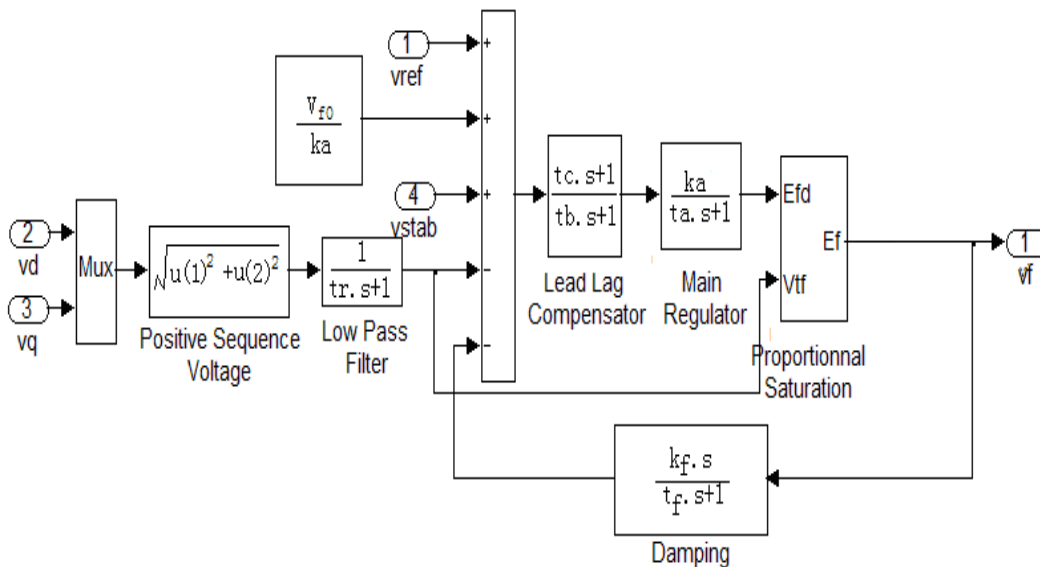 1
vref
+
v_f0
ka
+
4
vstab
+
2
vd
3
vq
Mux
√u(1)² +u(2)²
Positive Sequence
Voltage
1
tr.s+1
Low Pass
Filter
−
−
tc.s+1
tb.s+1
Lead Lag
Compensator
ka
ta.s+1
Main
Regulator
Efd
Ef
Vtf
Proportionnal
Saturation
1
vf
k_f.s
t_f.s+1
Damping